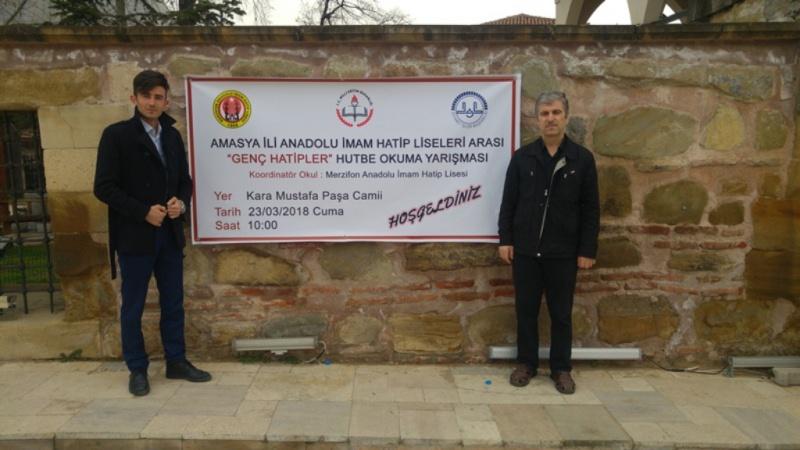 AMASYA İLİ ANADOLU İMAM HATİP LİSELERİ ARASI
"GENÇ HATİPLER" HUTBE OKUMA YARIŞMASI
Koordinatör Okul : Merzifon Anadolu İmam Hatip Lisesi
Yer Kara Mustafa Paşa Camii
Tarih 23/03/2018 Cuma
Saat 10:00
HOŞGELDİNİZ